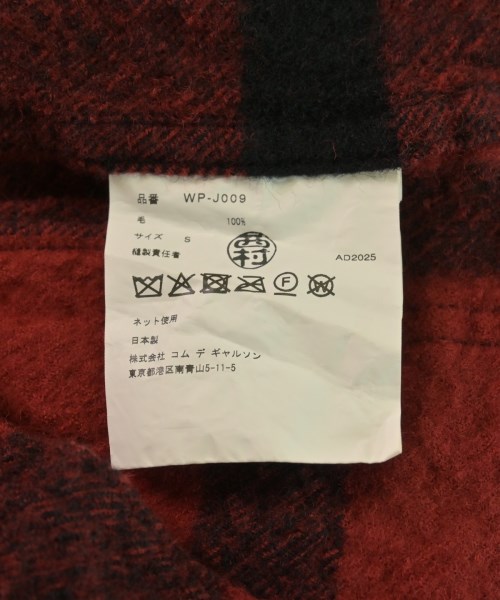 品番 WP-J009
毛 100%
サイズ S
縫製責任者 西村 AD2025
ネット使用
日本製
株式会社 コム デ ギャルソン
東京都港区南青山5-11-5